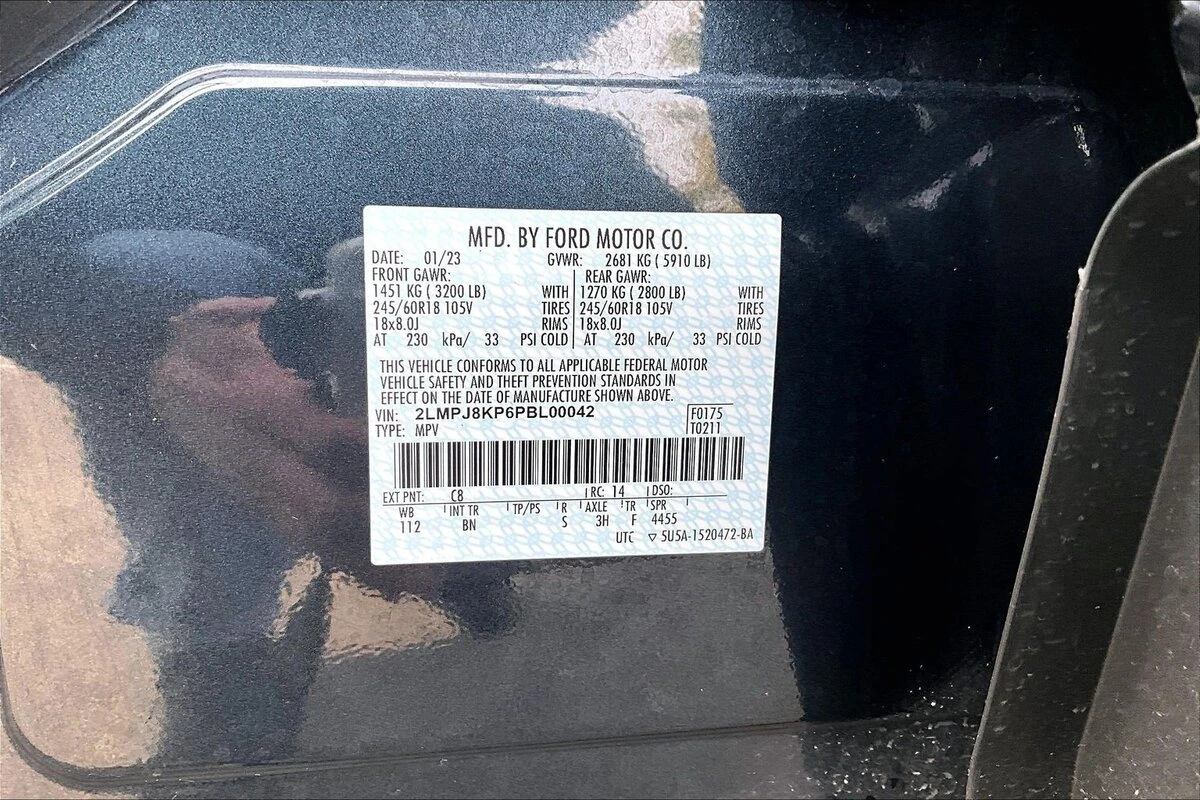 MFD. BY FORD MOTOR CO.
DATE: 01/23 GVWR: 2681 KG ( 5910 LB)
FRONT GAWR: REAR GAWR:
1451 KG ( 3200 LB) WITH 1270 KG ( 2800 LB) WITH
245/60R18 105V TIRES 245/60R18 105V TIRES
18x8.0J RIMS 18x8.0J RIMS
AT 230 kPa/ 33 PSI COLD AT 230 kPa/ 33 PSI COLD
THIS VEHICLE CONFORMS TO ALL APPLICABLE FEDERAL MOTOR
VEHICLE SAFETY AND THEFT PREVENTION STANDARDS IN
EFFECT ON THE DATE OF MANUFACTURE SHOWN ABOVE.
VIN: 2LMPJ8KP6PBL00042 F0175
TYPE: MPV T0211
EXT PNT: C8 RC: 14 DSO:
WB INT TR TP/PS R AXLE TR SPR
112 BN S 3H F 4455
UTC ▽ 5U5A-1520472-BA